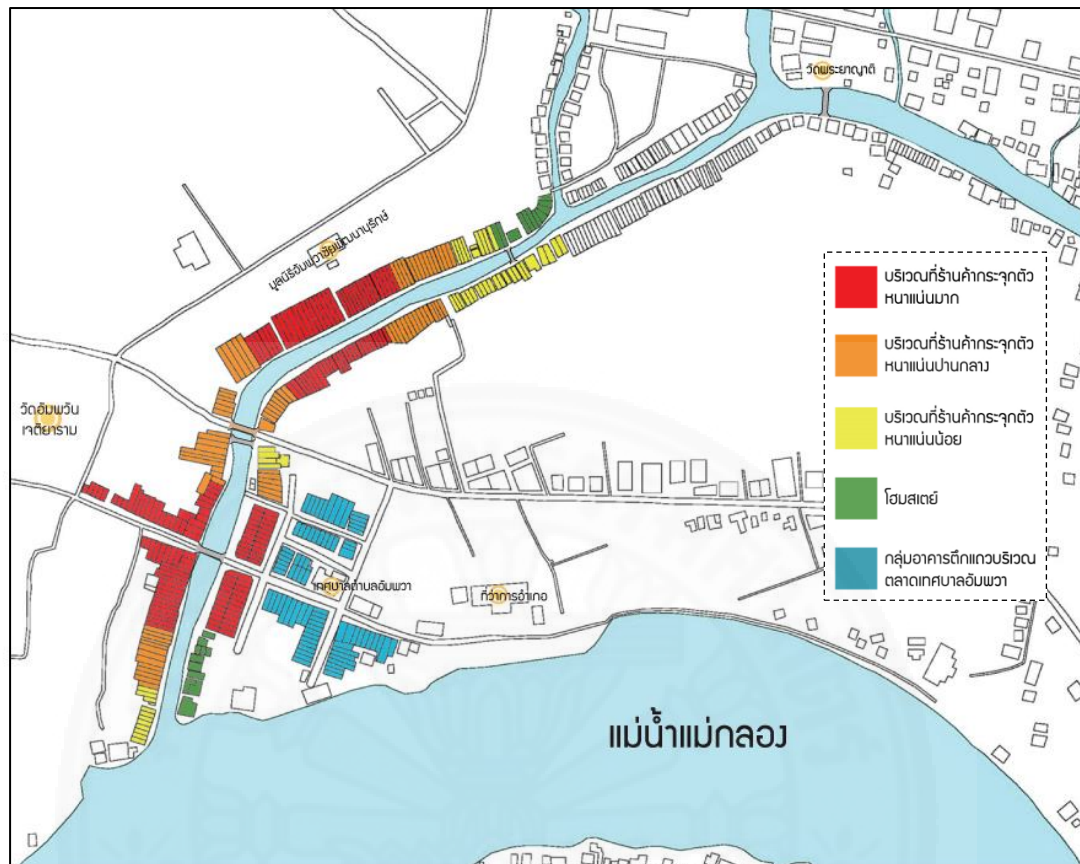 วัดพระยาญาติ
มูลนิธิอัมพวาชัยพัฒนานุรักษ์
วัดอัมพวัน
เจติยาราม
เทศบาลตำบลอัมพวา
ที่ว่าการอำเภอ
แม่น้ำแม่กลอง
บริเวณที่ร้านค้ากระจุกตัว
หนาแน่นมาก
บริเวณที่ร้านค้ากระจุกตัว
หนาแน่นปานกลาง
บริเวณที่ร้านค้ากระจุกตัว
หนาแน่นน้อย
โฮมสเตย์
กลุ่มอาคารตึกแถวบริเวณ
ตลาดเทศบาลอัมพวา